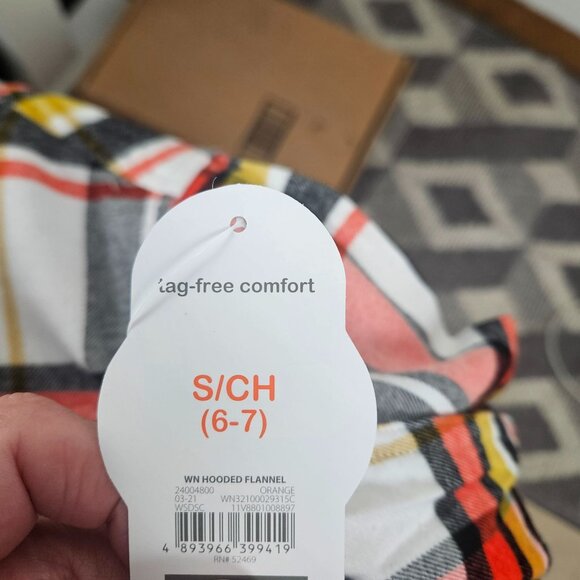 tag-free comfort
S/CH
(6-7)
WN HOODED FLANNEL
24004800 ORANGE
03-21 WN32100029315C
WSDSC 11V8801008897
4 893966 399419
RN# 52469